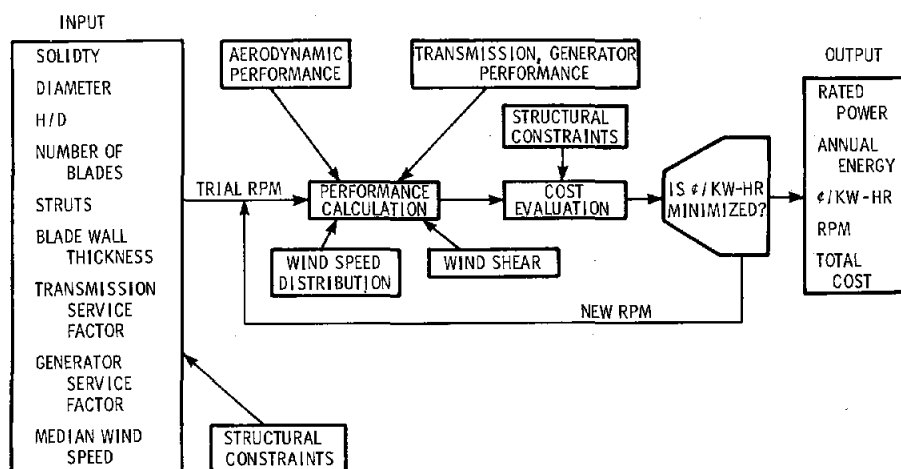 INPUT
SOLIDTY
DIAMETER
H/D
NUMBER OF
BLADES
STRUTS
BLADE WALL
THICKNESS
TRANSMISSION
SERVICE
FACTOR
GENERATOR
SERVICE
FACTOR
MEDIAN WIND
SPEED
STRUCTURAL
CONSTRAINTS
TRIAL RPM
AERODYNAMIC
PERFORMANCE
TRANSMISSION, GENERATOR
PERFORMANCE
PERFORMANCE
CALCULATION
WIND SPEED
DISTRIBUTION
WIND SHEAR
STRUCTURAL
CONSTRAINTS
COST
EVALUATION
IS ¢/KW-HR
MINIMIZED?
NEW RPM
OUTPUT
RATED
POWER
ANNUAL
ENERGY
¢/KW-HR
RPM
TOTAL
COST